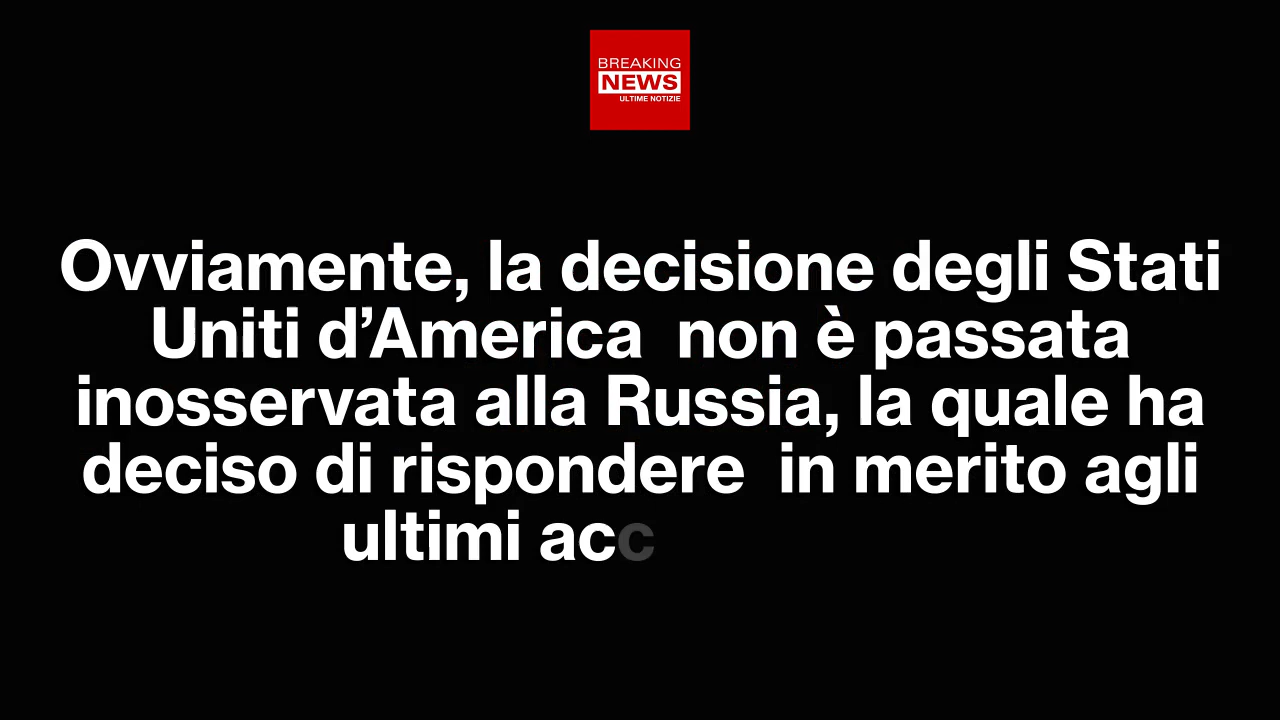 BREAKING
NEWS
ULTIME NOTIZIE
Ovviamente, la decisione degli Stati
Uniti d’America  non è passata
inosservata alla Russia, la quale ha
deciso di rispondere  in merito agli
ultimi acc